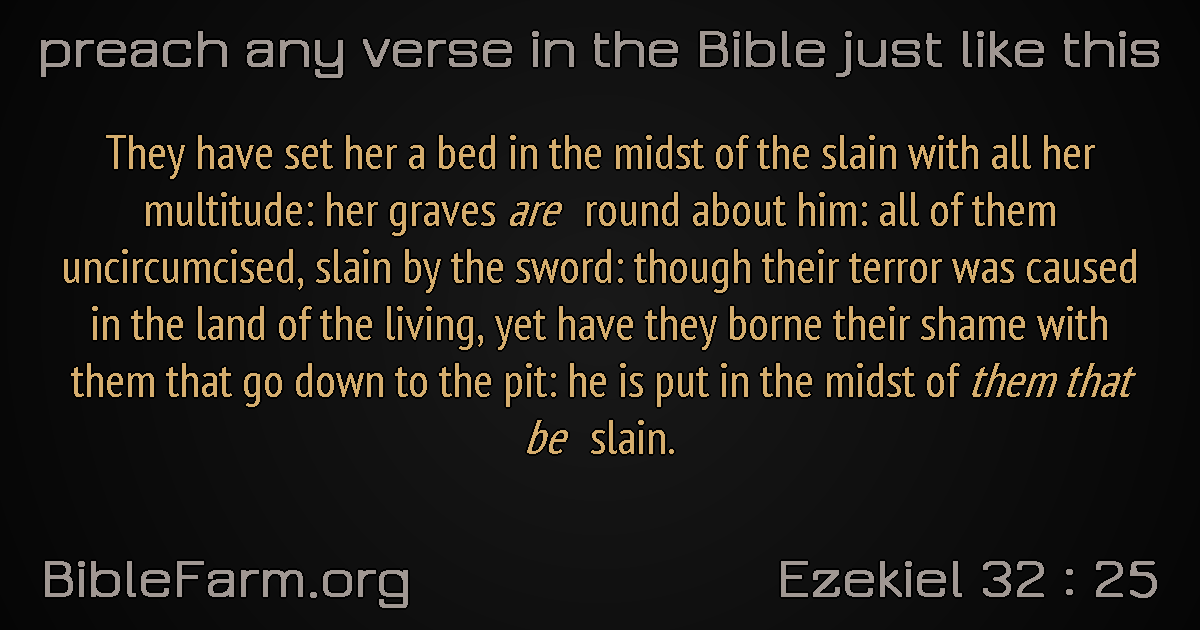 preach any verse in the Bible just like this
They have set her a bed in the midst of the slain with all her
multitude: her graves are round about him: all of them
uncircumcised, slain by the sword: though their terror was caused
in the land of the living, yet have they borne their shame with
them that go down to the pit: he is put in the midst of them that
be slain.
BibleFarm.org
Ezekiel 32 : 25